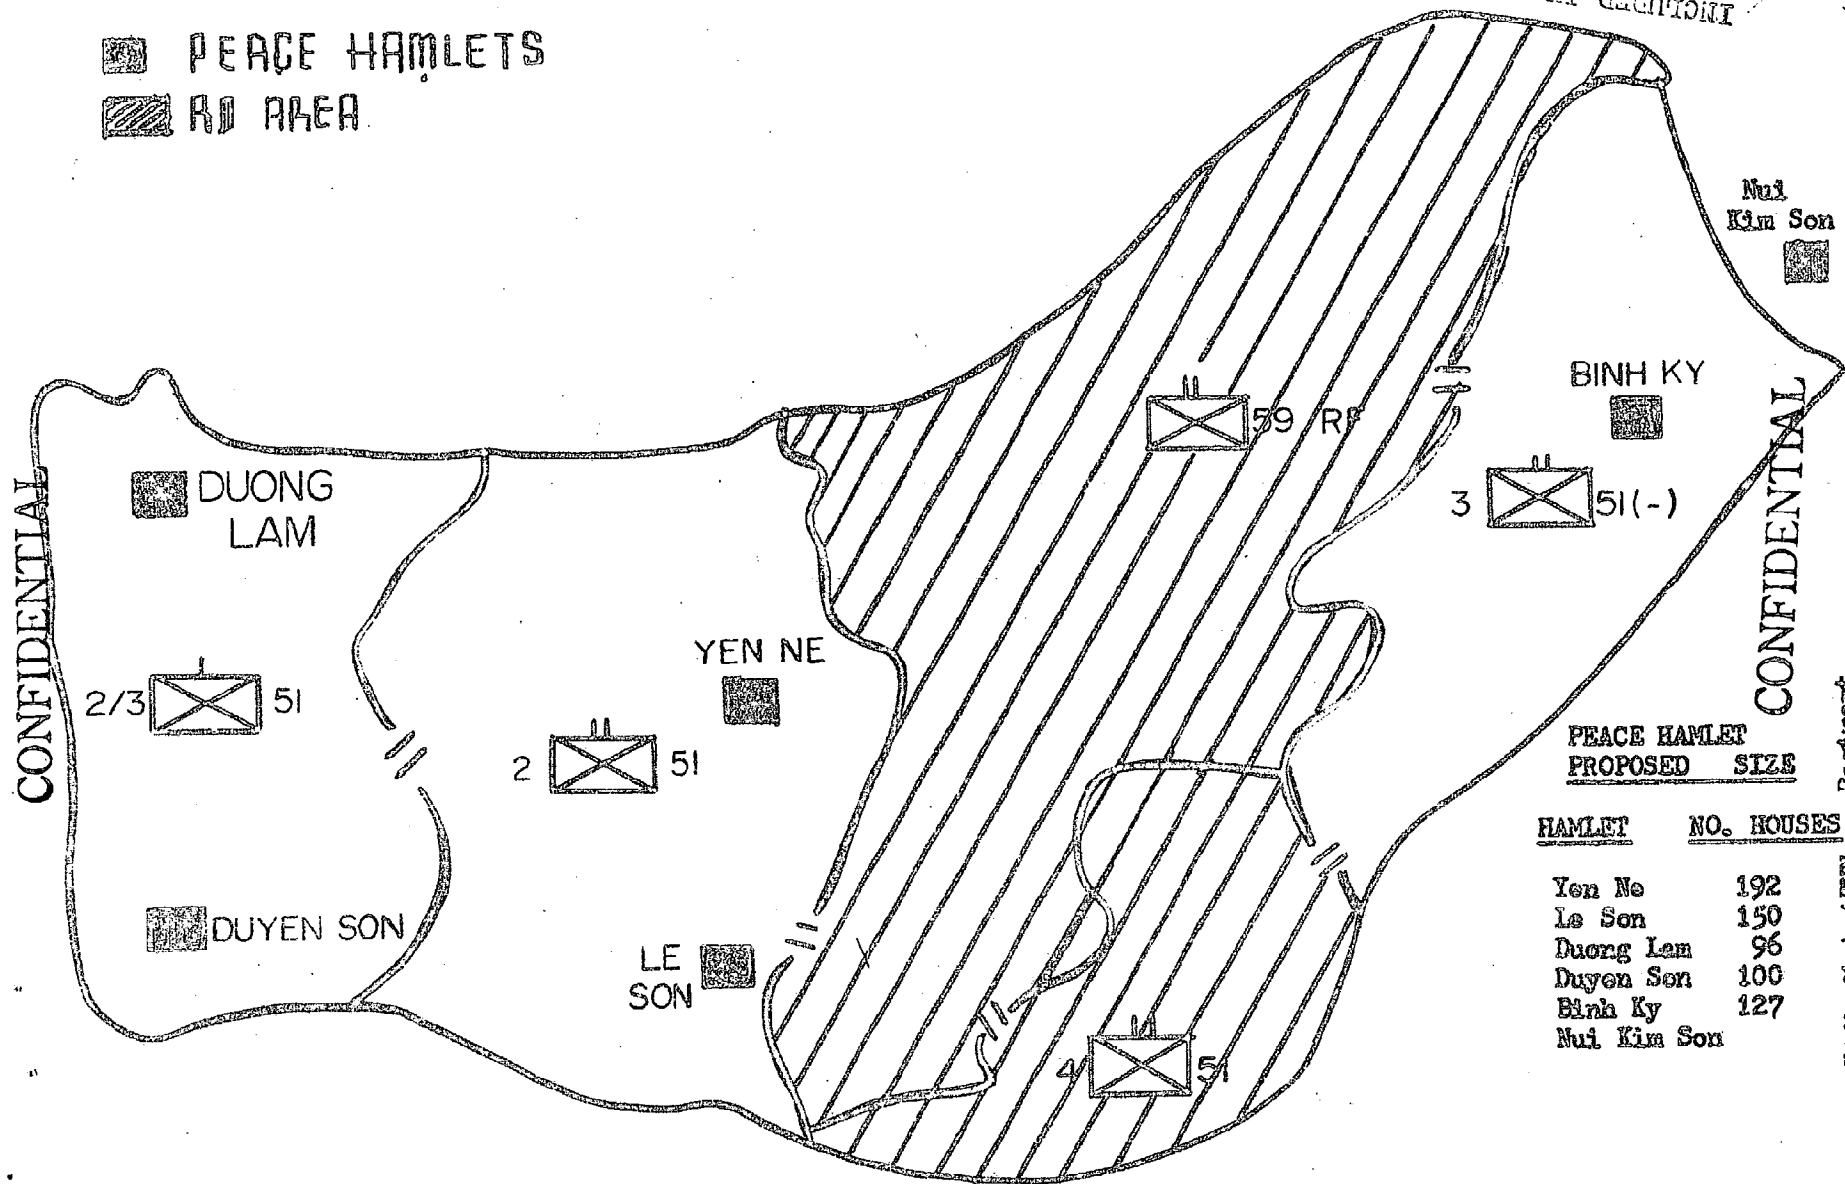 PEACE HAMLETS
RD AREA
Nui
Kim Son
BINH KY
59 RF
3 51(-)
DUONG
LAM
CONFIDENTIAL
CONFIDENTIAL
YEN NE
2/3 51
2 51
DUYEN SON
LE
SON
4 51
PEACE HAMLET
PROPOSED SIZE
HAMLET NO. HOUSES
Yen Ne 192
Le Son 150
Duong Lam 96
Duyen Son 100
Binh Ky 127
Nui Kim Son